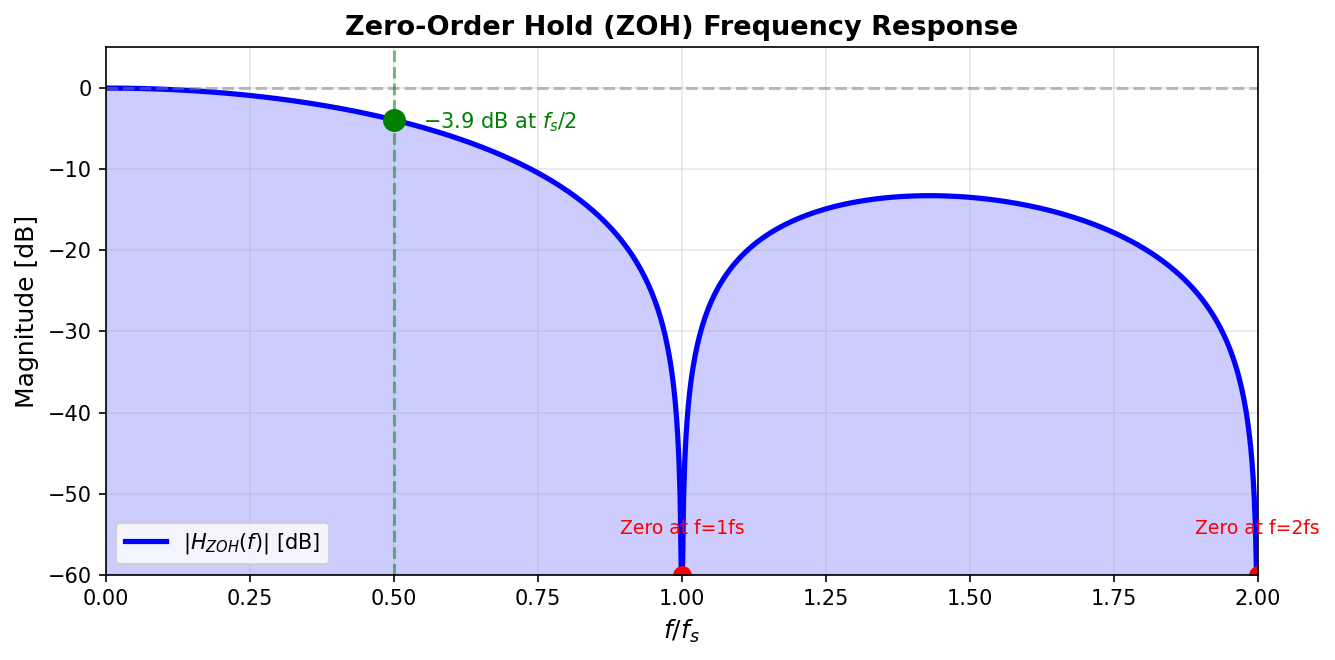 Zero-Order Hold (ZOH) Frequency Response
Magnitude [dB]
0
−10
−20
−30
−40
−50
−60
−3.9 dB at fs/2
Zero at f=1fs
Zero at f=2fs
|HZOH(f)| [dB]
0.00 0.25 0.50 0.75 1.00 1.25 1.50 1.75 2.00
f/fs